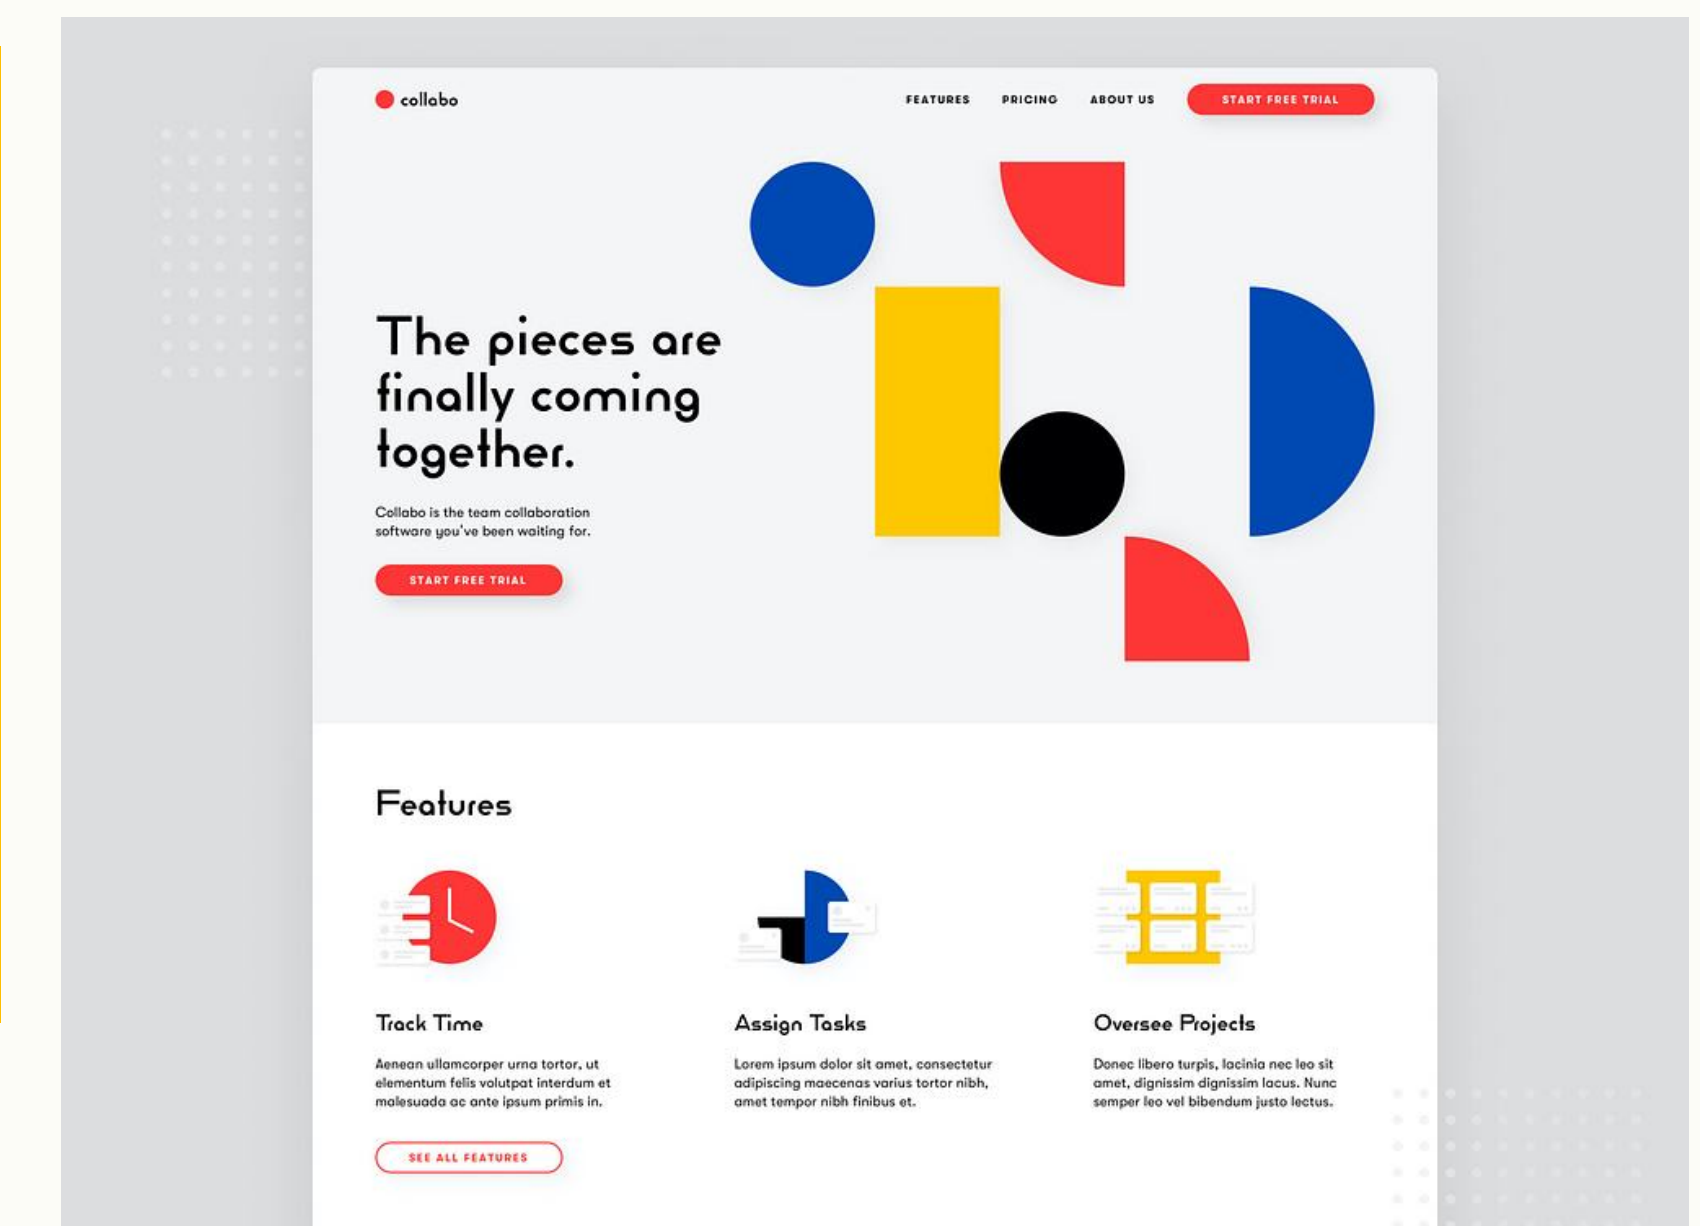 collabo
FEATURES
PRICING
ABOUT US
START FREE TRIAL
The pieces are
finally coming
together.
Collabo is the team collaboration
software you've been waiting for.
START FREE TRIAL
Features
Track Time
Aenean ullamcorper urna tortor, ut
elementum felis volutpat interdum et
malesuada ac ante ipsum primis in.
SEE ALL FEATURES
Assign Tasks
Lorem ipsum dolor sit amet, consectetur
adipiscing maecenas varius tortor nibh,
amet tempor nibh finibus et.
Oversee Projects
Donec libero turpis, lacinia nec leo sit
amet, dignissim dignissim lacus. Nunc
semper leo vel bibendum justo lectus.